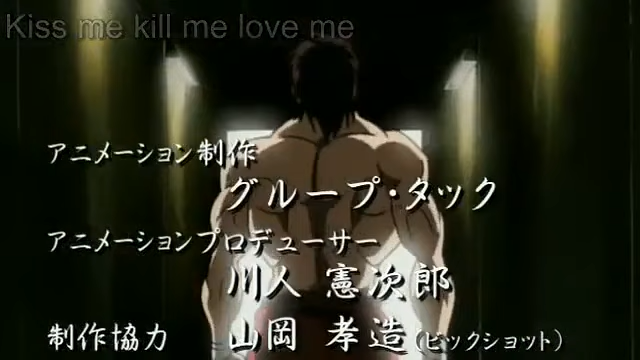 Kiss me kill me love me
アニメーション制作
グループ・タック
アニメーションプロデューサー
川人 憲次郎
制作協力 山岡 孝造(ビックショット)